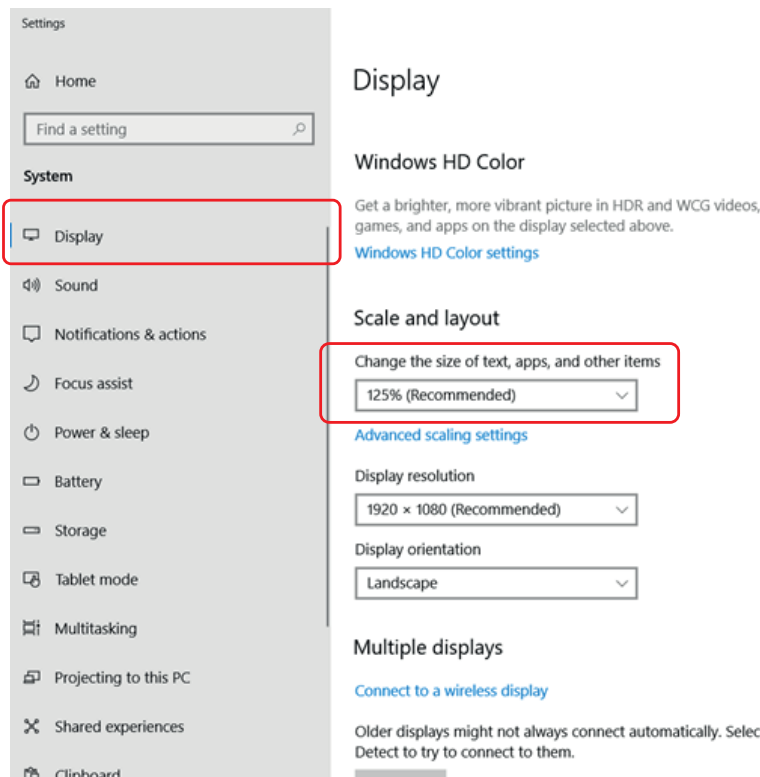 Settings
Home
Find a setting
System
Display
Sound
Notifications & actions
Focus assist
Power & sleep
Battery
Storage
Tablet mode
Multitasking
Projecting to this PC
Shared experiences
Clipboard
Display
Windows HD Color
Get a brighter, more vibrant picture in HDR and WCG videos,
games, and apps on the display selected above.
Windows HD Color settings
Scale and layout
Change the size of text, apps, and other items
125% (Recommended)
Advanced scaling settings
Display resolution
1920 × 1080 (Recommended)
Display orientation
Landscape
Multiple displays
Connect to a wireless display
Older displays might not always connect automatically. Selec
Detect to try to connect to them.